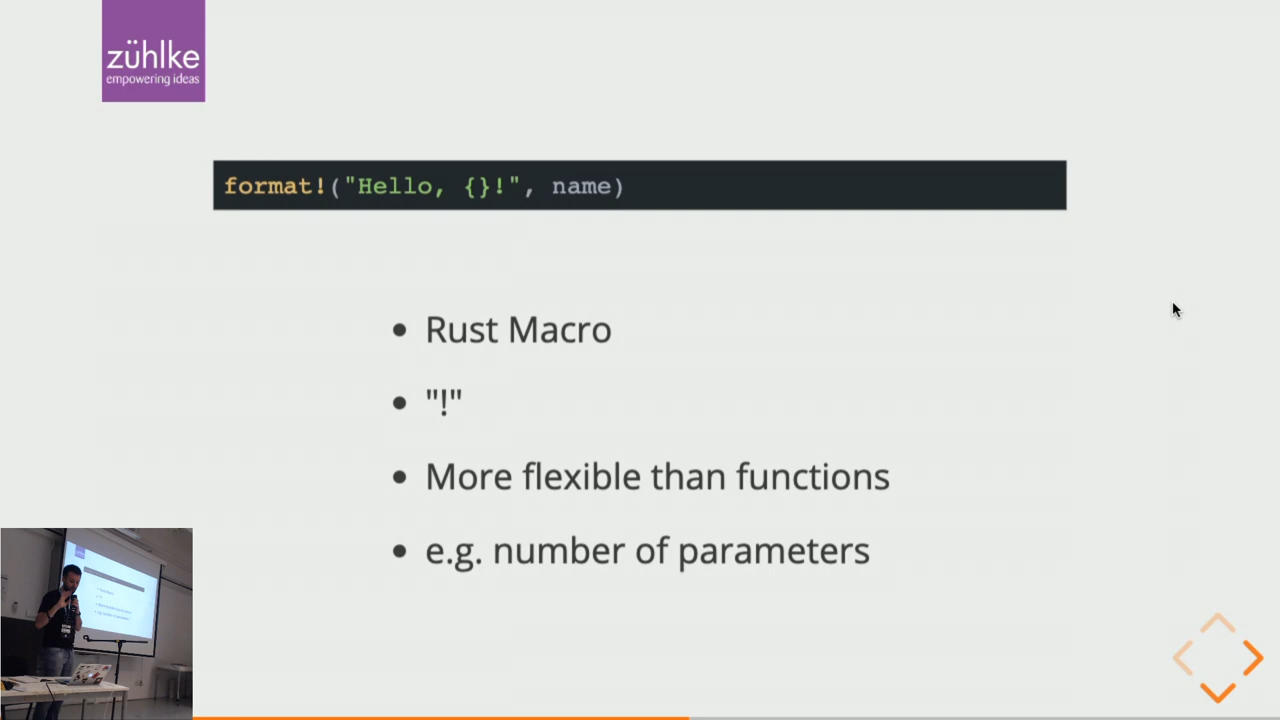 zühlke
empowering ideas
format!("Hello, {}!", name)
Rust Macro
"!"
More flexible than functions
e.g. number of parameters